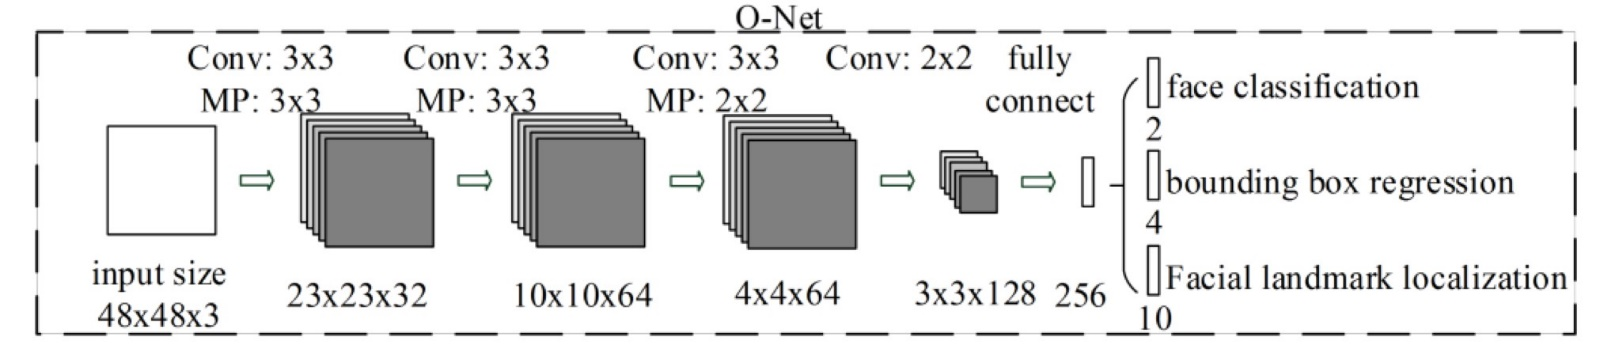 O-Net
Conv: 3x3 Conv: 3x3 Conv: 3x3 Conv: 2x2 fully
MP: 3x3 MP: 3x3 MP: 2x2 connect
face classification
2
bounding box regression
4
Facial landmark localization
10
input size
48x48x3
23x23x32 10x10x64 4x4x64 3x3x128 256